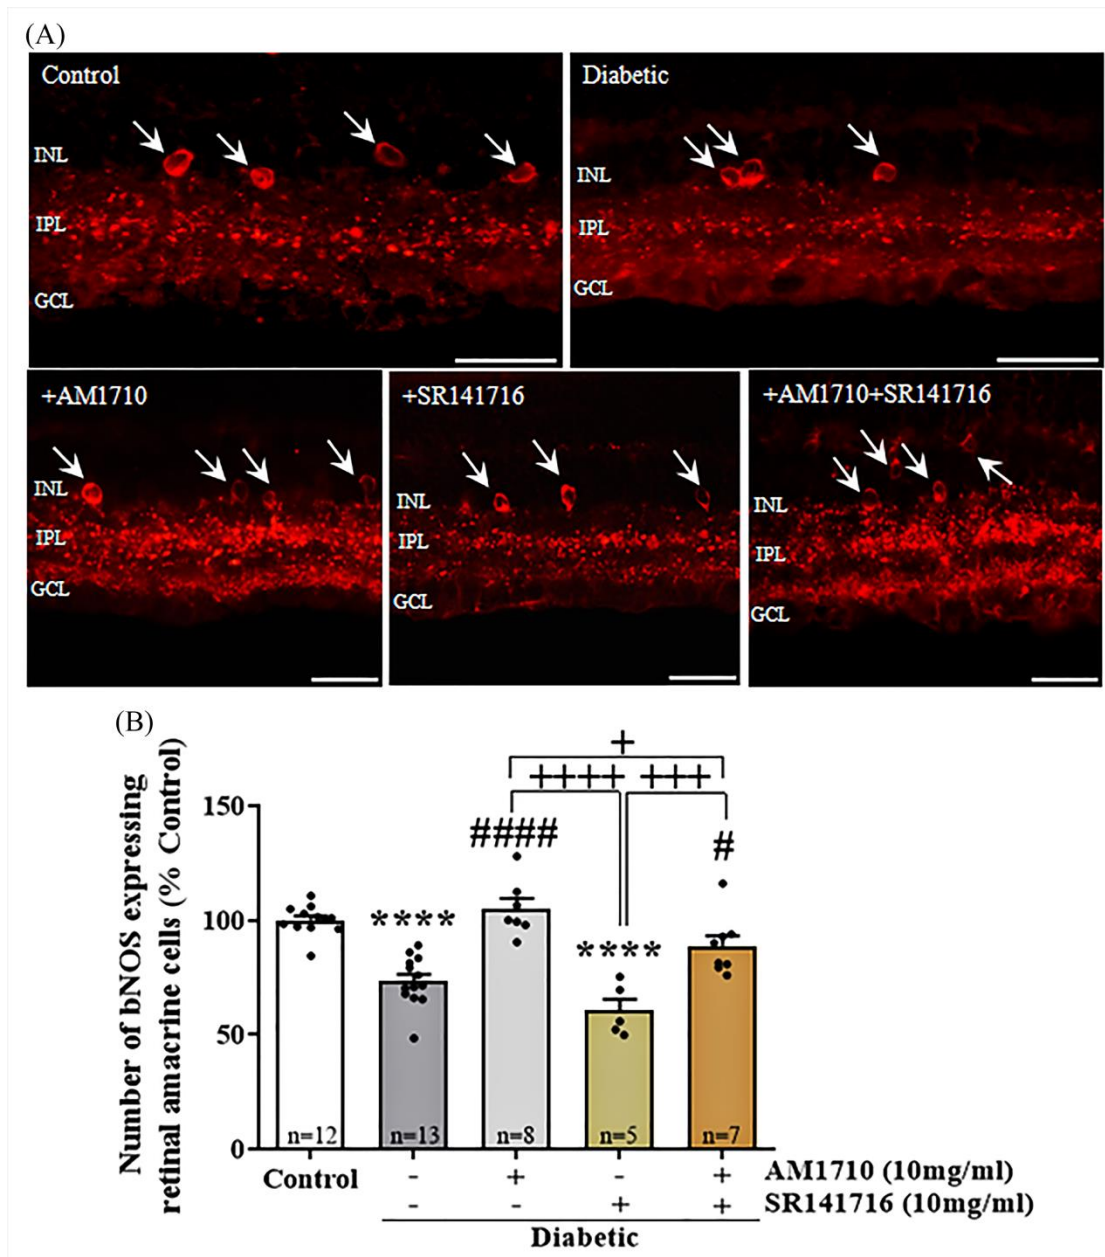 (A)
Control
INL
IPL
GCL
Diabetic
INL
IPL
GCL
+AM1710
INL
IPL
GCL
+SR141716
INL
IPL
GCL
+AM1710+SR141716
INL
IPL
GCL
(B)
Number of bNOS expressing
retinal amacrine cells (% Control)
150
100
50
0
+
++++ +++
****
####
****
#
n=12
n=13
n=8
n=5
n=7
Control
- + - + AM1710 (10mg/ml)
- - + + SR141716 (10mg/ml)
Diabetic